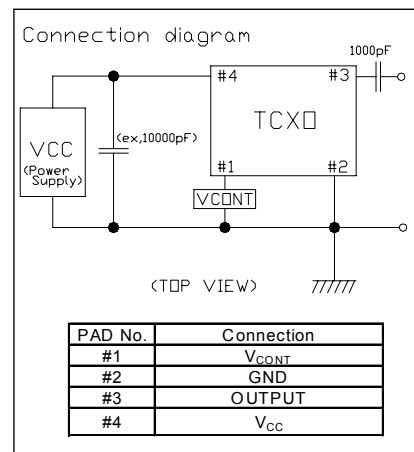 Connection diagram
1000pF
#4
#3
TCXO
(ex,10000pF)
VCC
(Power
Supply)
#1
#2
VCONT
(TOP VIEW)
PAD No. Connection
#1 VCONT
#2 GND
#3 OUTPUT
#4 VCC